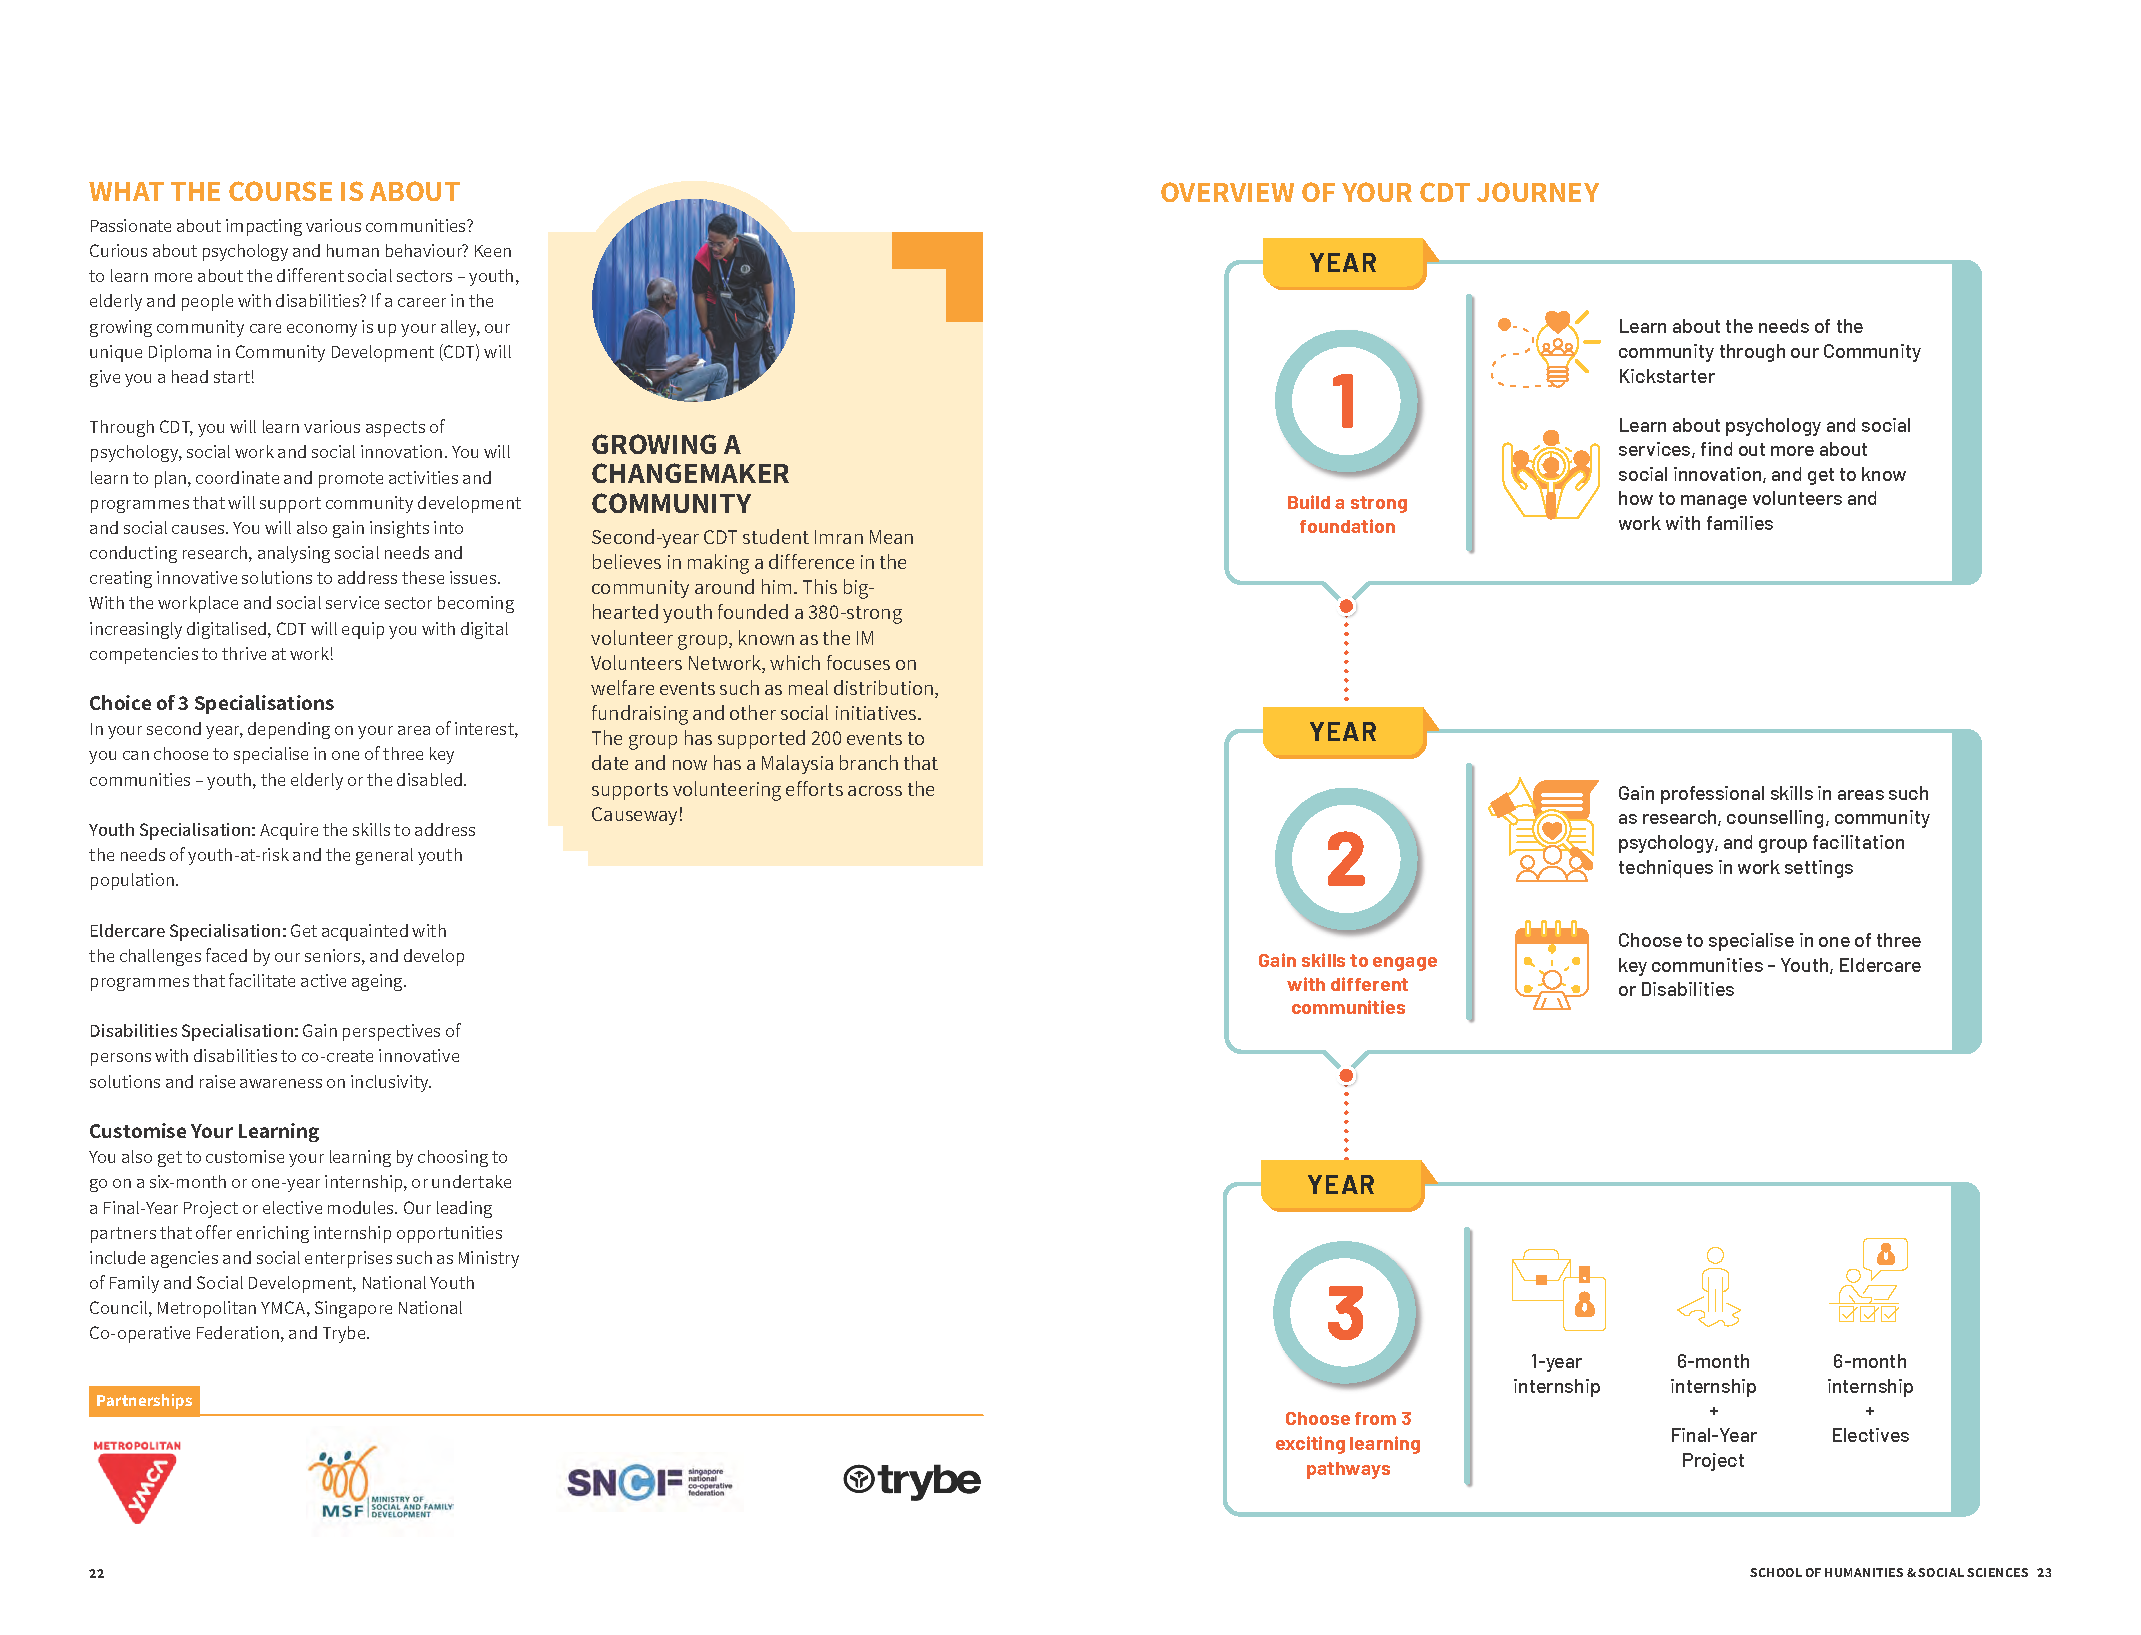 WHAT THE COURSE IS ABOUT
Passionate about impacting various communities?
Curious about psychology and human behaviour? Keen
to learn more about the different social sectors – youth,
elderly and people with disabilities? If a career in the
growing community care economy is up your alley, our
unique Diploma in Community Development (CDT) will
give you a head start!
Through CDT, you will learn various aspects of
psychology, social work and social innovation. You will
learn to plan, coordinate and promote activities and
programmes that will support community development
and social causes. You will also gain insights into
conducting research, analysing social needs and
creating innovative solutions to address these issues.
With the workplace and social service sector becoming
increasingly digitalised, CDT will equip you with digital
competencies to thrive at work!
Choice of 3 Specialisations
In your second year, depending on your area of interest,
you can choose to specialise in one of three key
communities – youth, the elderly or the disabled.
Youth Specialisation: Acquire the skills to address
the needs of youth-at-risk and the general youth
population.
Eldercare Specialisation: Get acquainted with
the challenges faced by our seniors, and develop
programmes that facilitate active ageing.
Disabilities Specialisation: Gain perspectives of
persons with disabilities to co-create innovative
solutions and raise awareness on inclusivity.
Customise Your Learning
You also get to customise your learning by choosing to
go on a six-month or one-year internship, or undertake
a Final-Year Project or elective modules. Our leading
partners that offer enriching internship opportunities
include agencies and social enterprises such as Ministry
of Family and Social Development, National Youth
Council, Metropolitan YMCA, Singapore National
Co-operative Federation, and Trybe.
GROWING A
CHANGEMAKER
COMMUNITY
Second-year CDT student Imran Mean
believes in making a difference in the
community around him. This big-
hearted youth founded a 380-strong
volunteer group, known as the IM
Volunteers Network, which focuses on
welfare events such as meal distribution,
fundraising and other social initiatives.
The group has supported 200 events to
date and now has a Malaysia branch that
supports volunteering efforts across the
Causeway!
Partnerships
METROPOLITAN
YMCA
MSF
MINISTRY OF
SOCIAL AND FAMILY
DEVELOPMENT
SNCF
singapore
national
co-operative
federation
trybe
22
OVERVIEW OF YOUR CDT JOURNEY
YEAR
1
Build a strong
foundation
Learn about the needs of the
community through our Community
Kickstarter
Learn about psychology and social
services, find out more about
social innovation, and get to know
how to manage volunteers and
work with families
YEAR
2
Gain skills to engage
with different
communities
Gain professional skills in areas such
as research, counselling, community
psychology, and group facilitation
techniques in work settings
Choose to specialise in one of three
key communities – Youth, Eldercare
or Disabilities
YEAR
3
Choose from 3
exciting learning
pathways
1-year
internship
6-month
internship
+
Final-Year
Project
6-month
internship
+
Electives
SCHOOL OF HUMANITIES & SOCIAL SCIENCES 23